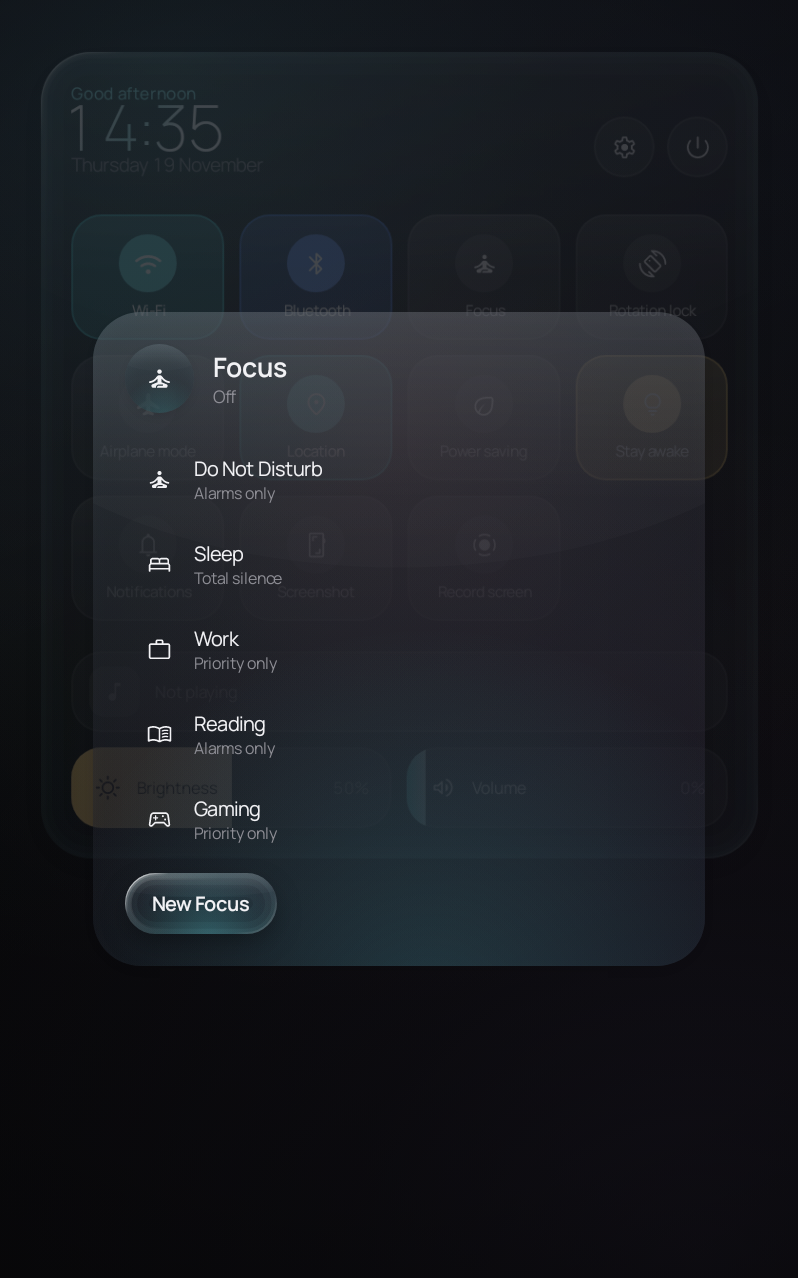 Good afternoon
14:35
Thursday 19 November
Wi-Fi
Bluetooth
Focus
Rotation lock
Focus
Off
Airplane mode
Location
Power saving
Stay awake
Do Not Disturb
Alarms only
Sleep
Total silence
Notifications
Screenshot
Record screen
Work
Priority only
Not playing
Reading
Alarms only
Brightness
Volume
0%
Gaming
Priority only
New Focus